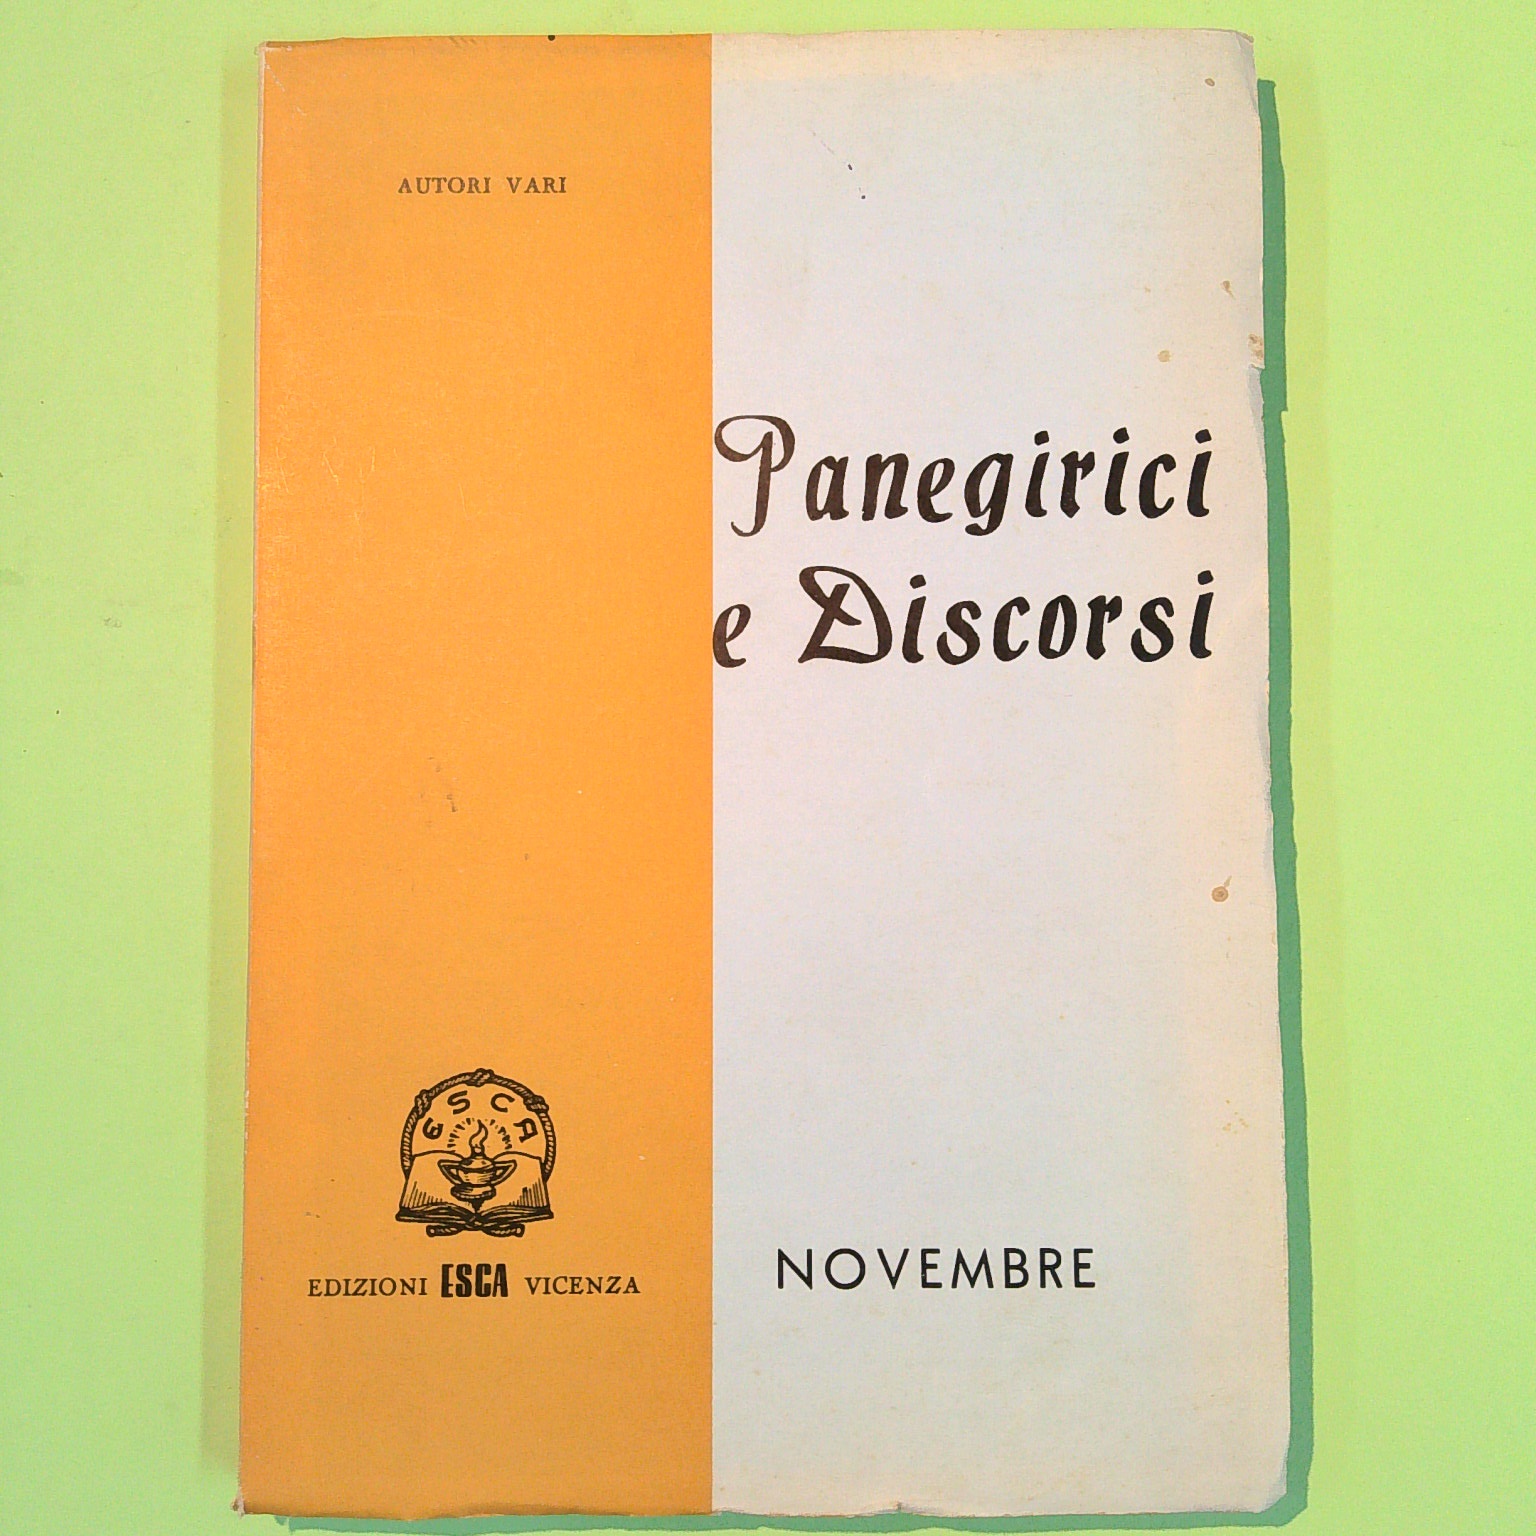 AUTORI VARI
Panegirici
e Discorsi
ESCA
EDIZIONI ESCA VICENZA
NOVEMBRE